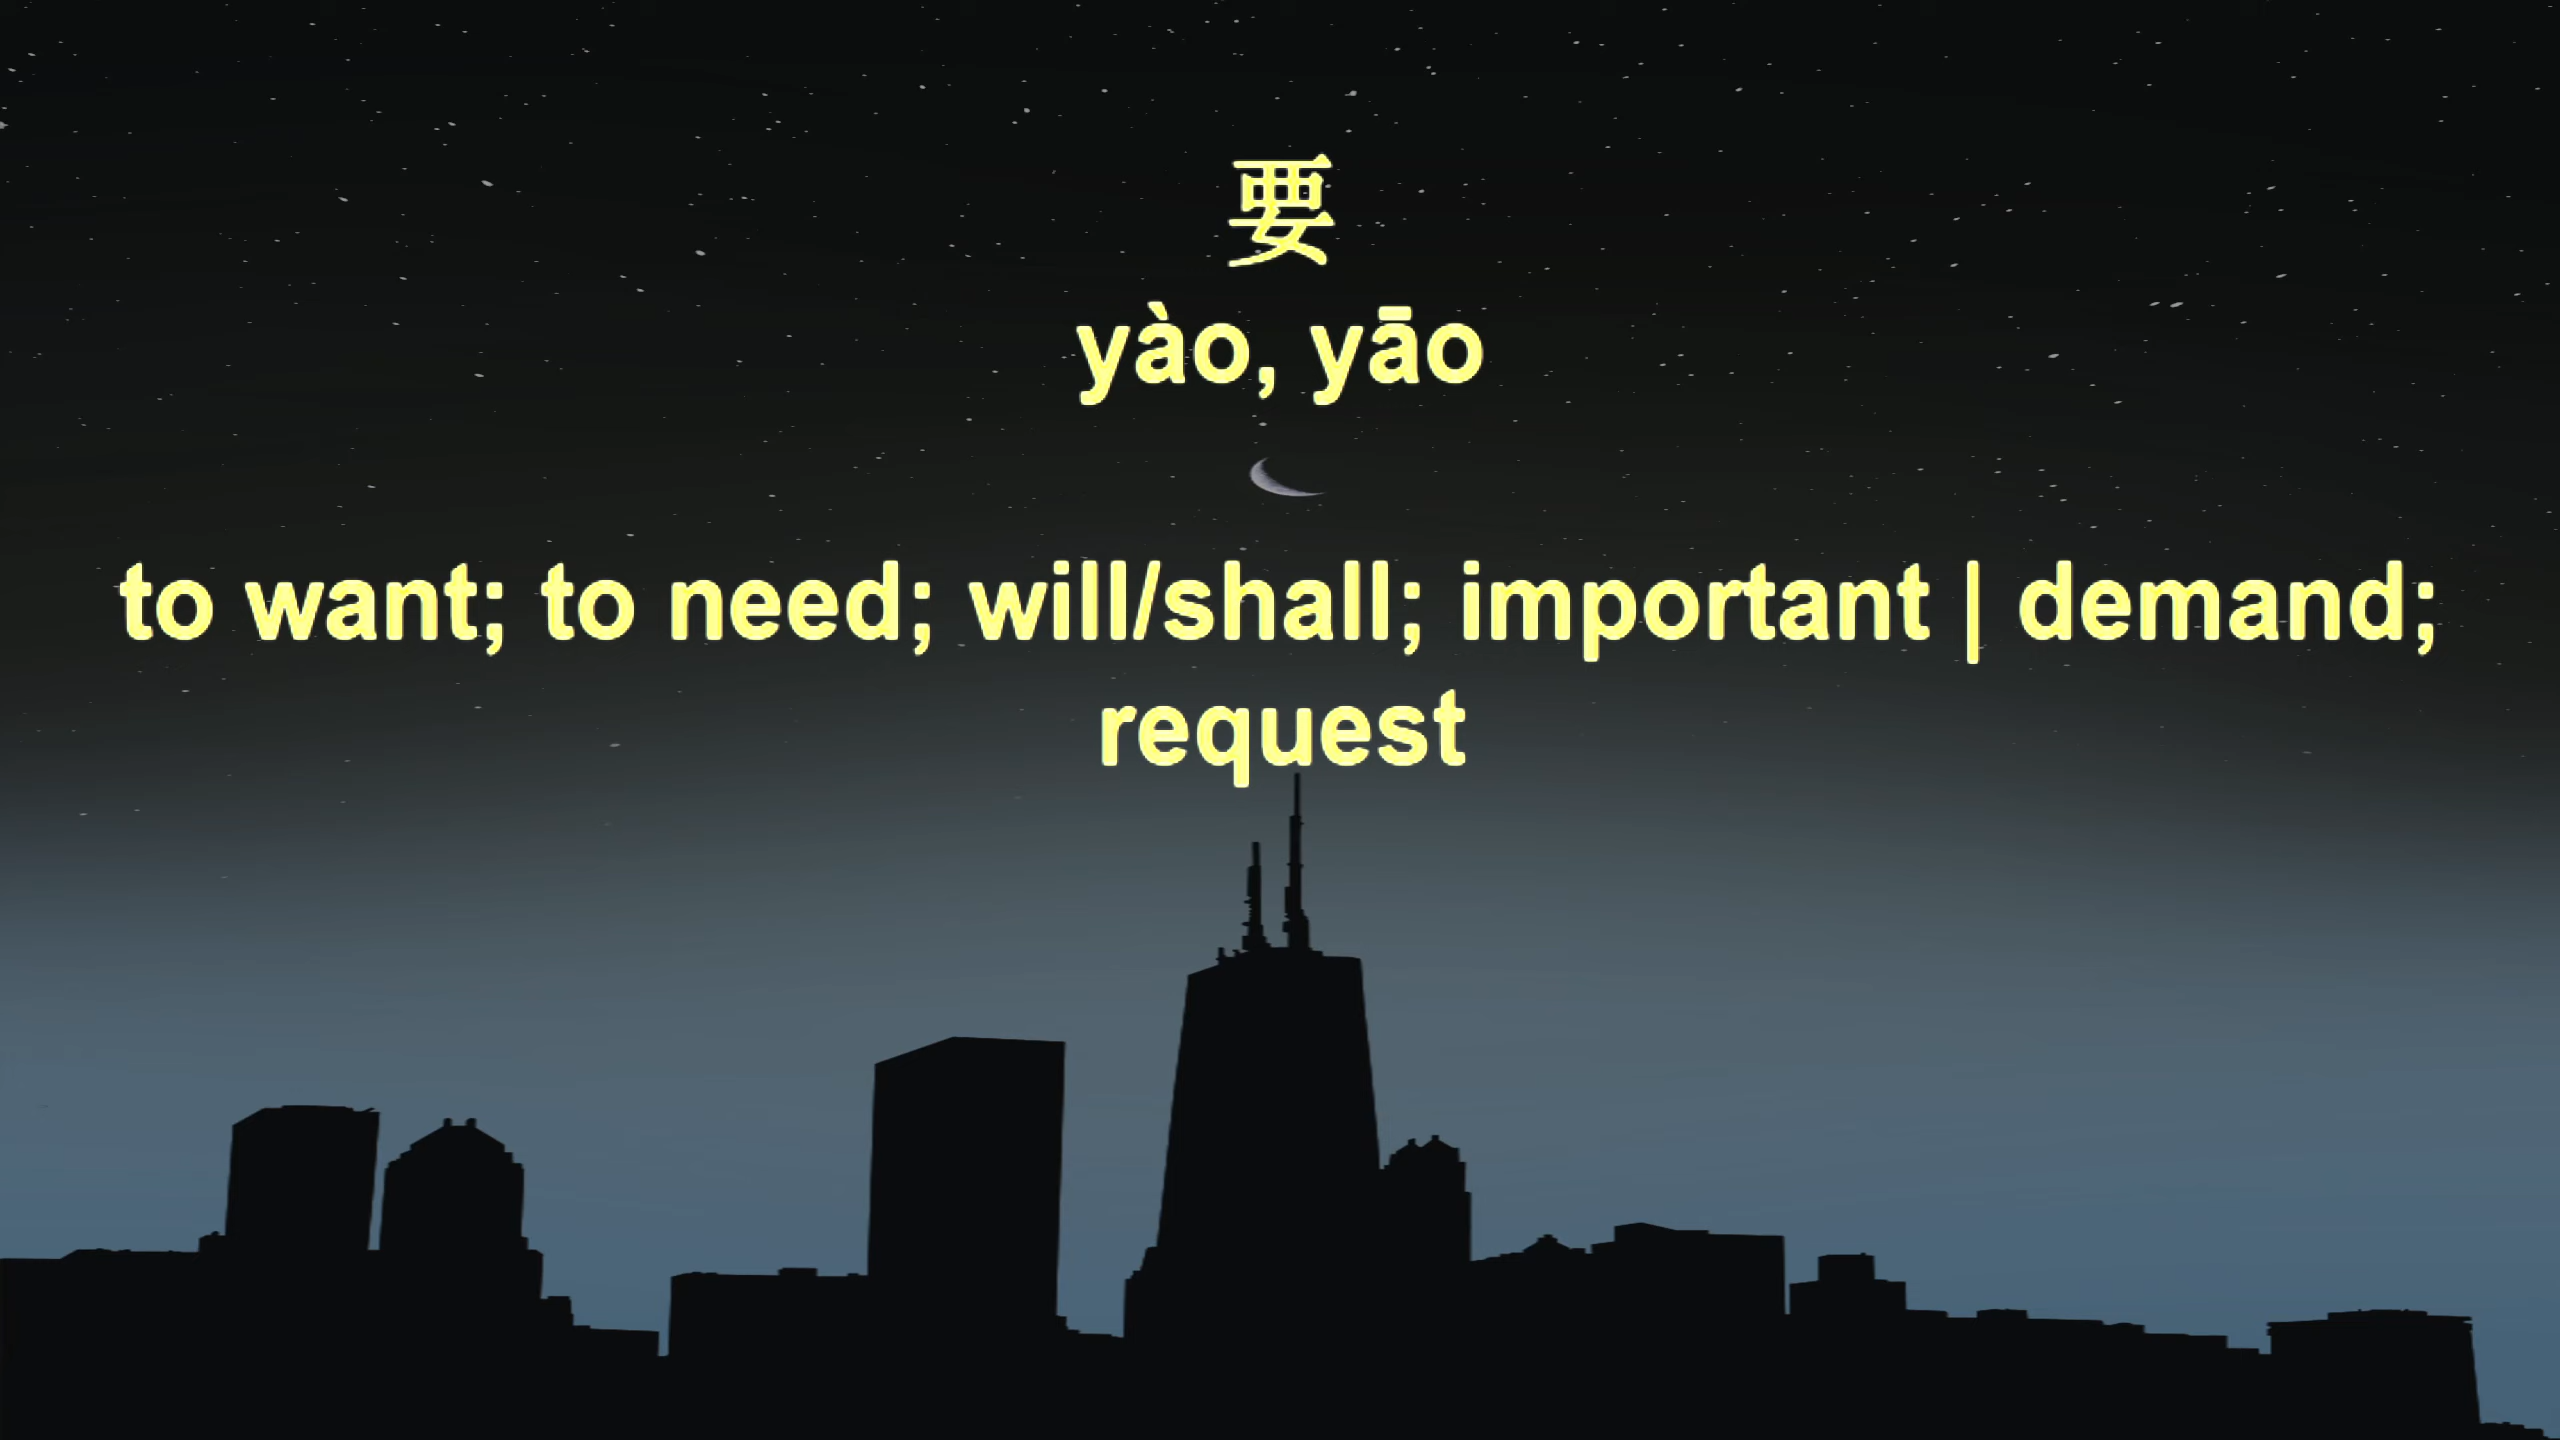 要
yào, yāo
to want; to need; will/shall; important | demand;
request